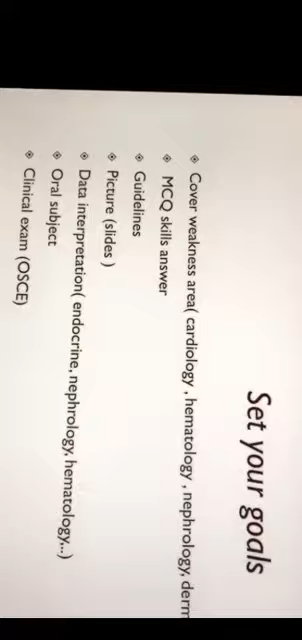 Set your goals
Cover weakness area( cardiology , hematology , nephrology, derm
MCQ skills answer
Guidelines
Picture (slides )
Data interpretation( endocrine, nephrology, hematology,..)
Oral subject
Clinical exam (OSCE)